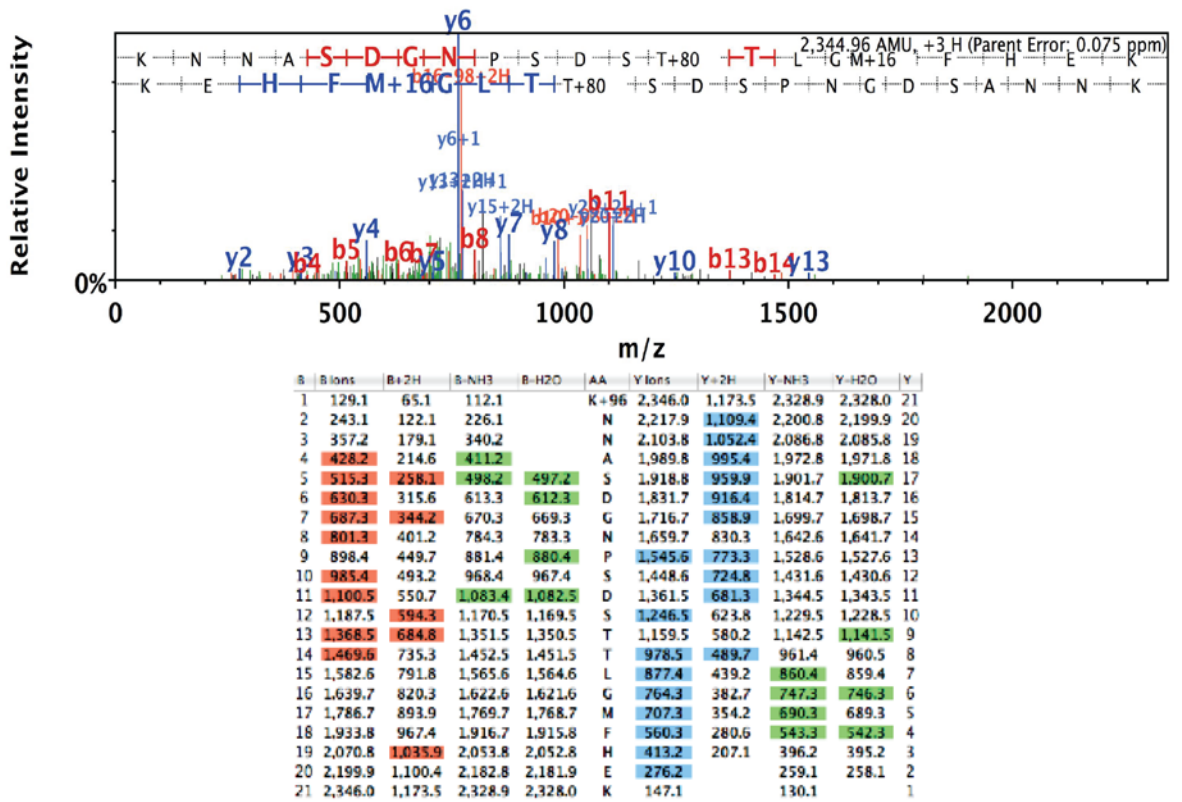 y6
2,344.96 AMU, +3 H (Parent Error: 0.075 ppm)
K N N A S D G N P S D S T+80 T L G M+16 F H E K
b16-98+2H
K E H F M+16 G L T T+80 S D S P N G D S A N N K
y6+1
y15+2H
b11
y7
y8
y4
b8
y2
y3
b4
b5
b6
b7
y5
y10
b13
b14
y13
Relative Intensity
0%
0 500 1000 1500 2000
m/z
B B Ions B+2H B-NH3 B-H2O AA Y Ions Y+2H Y-NH3 Y-H2O Y
1 129.1 65.1 112.1 K+96 2,346.0 1,173.5 2,328.9 2,328.0 21
2 243.1 122.1 226.1 N 2,217.9 1,109.4 2,200.8 2,199.9 20
3 357.2 179.1 340.2 N 2,103.8 1,052.4 2,086.8 2,085.8 19
4 428.2 214.6 411.2 A 1,989.8 995.4 1,972.8 1,971.8 18
5 515.3 258.1 498.2 497.2 S 1,918.8 959.9 1,901.7 1,900.7 17
6 630.3 315.6 613.3 612.3 D 1,831.7 916.4 1,814.7 1,813.7 16
7 687.3 344.2 670.3 669.3 G 1,716.7 858.9 1,699.7 1,698.7 15
8 801.3 401.2 784.3 783.3 N 1,659.7 830.3 1,642.6 1,641.7 14
9 898.4 449.7 881.4 880.4 P 1,545.6 773.3 1,528.6 1,527.6 13
10 985.4 493.2 968.4 967.4 S 1,448.6 724.8 1,431.6 1,430.6 12
11 1,100.5 550.7 1,083.4 1,082.5 D 1,361.5 681.3 1,344.5 1,343.5 11
12 1,187.5 594.3 1,170.5 1,169.5 S 1,246.5 623.8 1,229.5 1,228.5 10
13 1,368.5 684.8 1,351.5 1,350.5 T 1,159.5 580.2 1,142.5 1,141.5 9
14 1,469.6 735.3 1,452.5 1,451.5 T 978.5 489.7 961.4 960.5 8
15 1,582.6 791.8 1,565.6 1,564.6 L 877.4 439.2 860.4 859.4 7
16 1,639.7 820.3 1,622.6 1,621.6 G 764.3 382.7 747.3 746.3 6
17 1,786.7 893.9 1,769.7 1,768.7 M 707.3 354.2 690.3 689.3 5
18 1,933.8 967.4 1,916.7 1,915.8 F 560.3 280.6 543.3 542.3 4
19 2,070.8 1,035.9 2,053.8 2,052.8 H 413.2 207.1 396.2 395.2 3
20 2,199.9 1,100.4 2,182.8 2,181.9 E 276.2 259.1 258.1 2
21 2,346.0 1,173.5 2,328.9 2,328.0 K 147.1 130.1 1